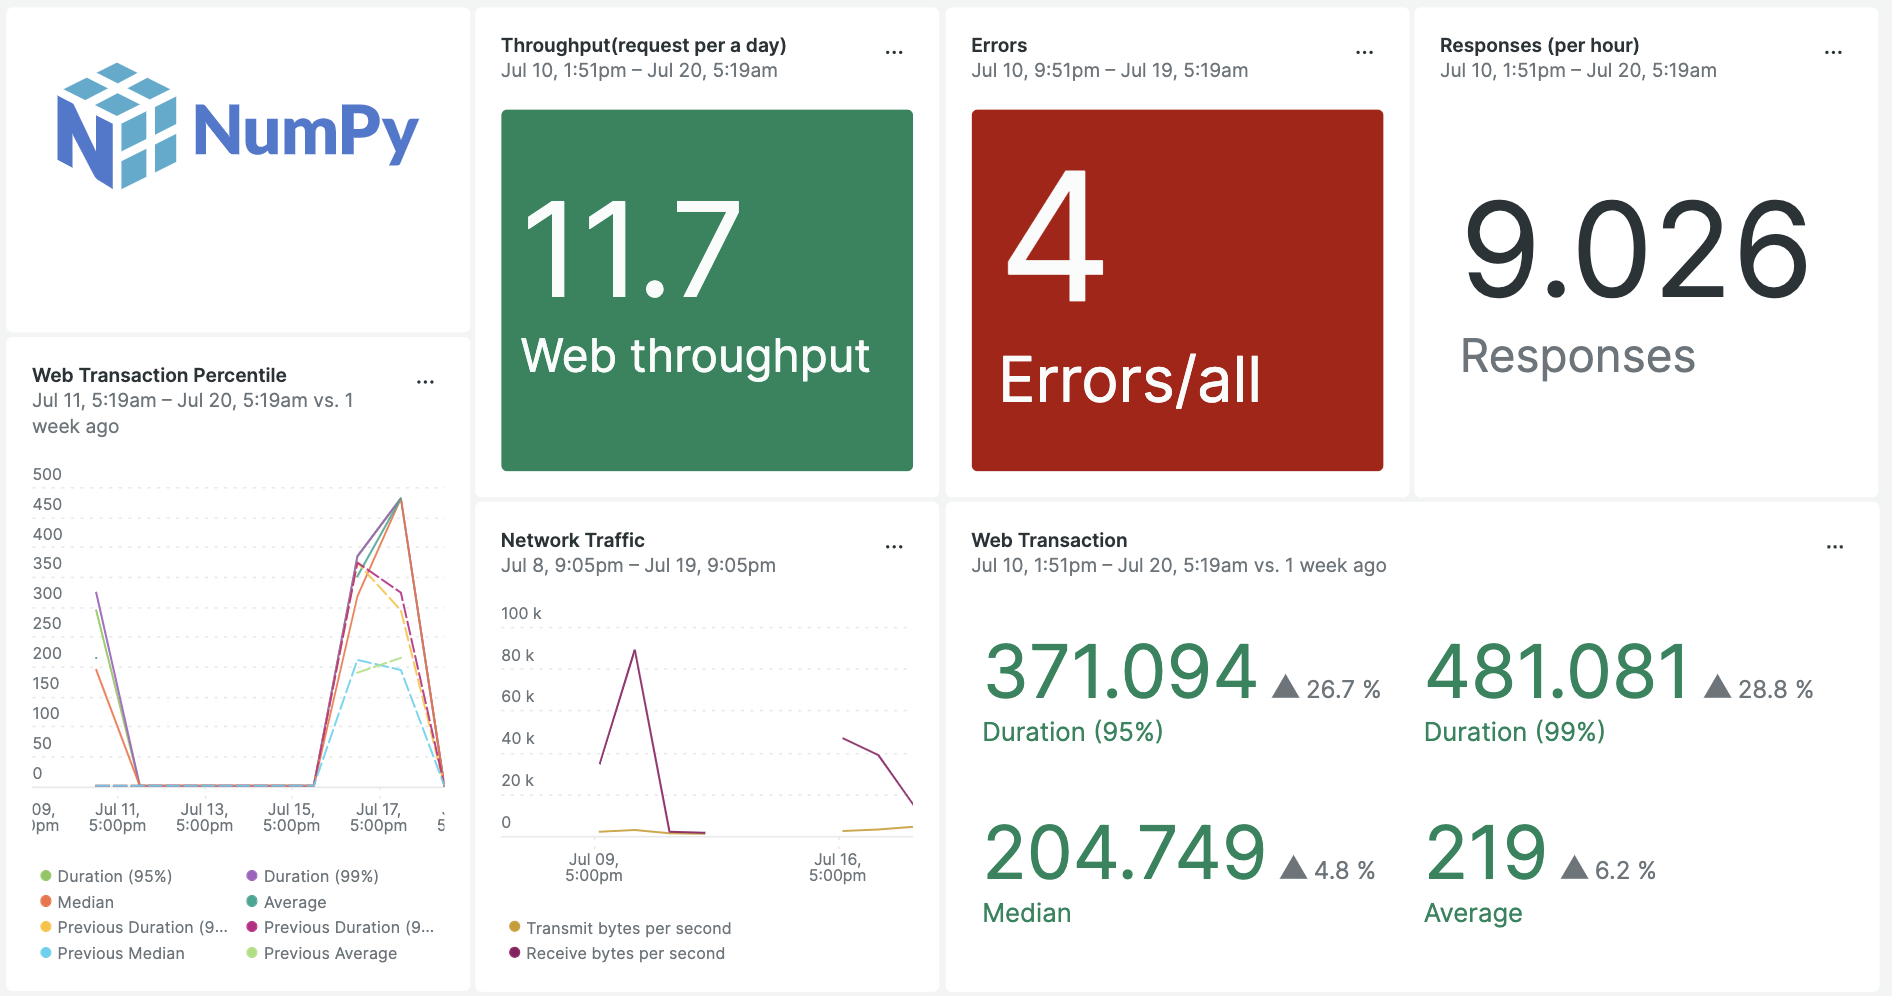 NumPy
Throughput(request per a day)
...
Jul 10, 1:51pm – Jul 20, 5:19am
11.7
Web throughput
Errors
...
Jul 10, 9:51pm – Jul 19, 5:19am
4
Errors/all
Responses (per hour)
...
Jul 10, 1:51pm – Jul 20, 5:19am
9.026
Responses
Web Transaction Percentile
...
Jul 11, 5:19am – Jul 20, 5:19am vs. 1
week ago
500
450
400
350
300
250
200
150
100
50
0
09, Jul 11, Jul 13, Jul 15, Jul 17,
pm 5:00pm 5:00pm 5:00pm 5:00pm 5
Duration (95%) Duration (99%)
Median Average
Previous Duration (9... Previous Duration (9...
Previous Median Previous Average
Network Traffic
...
Jul 8, 9:05pm – Jul 19, 9:05pm
100 k
80 k
60 k
40 k
20 k
0
Jul 09, Jul 16,
5:00pm 5:00pm
Transmit bytes per second
Receive bytes per second
Web Transaction
...
Jul 10, 1:51pm – Jul 20, 5:19am vs. 1 week ago
371.094 26.7 %
Duration (95%)
481.081 28.8 %
Duration (99%)
204.749 4.8 %
Median
219 6.2 %
Average